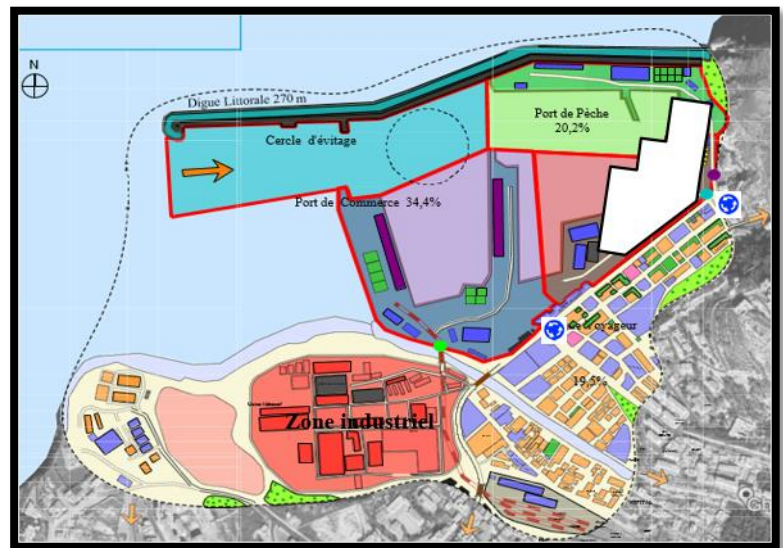 N
Digue Littorale 270 m
Cercle d'évitage
Port de Pèche
20,2%
Port de Commerce 34,4%
Voyageur
19,5%
Zone industriel